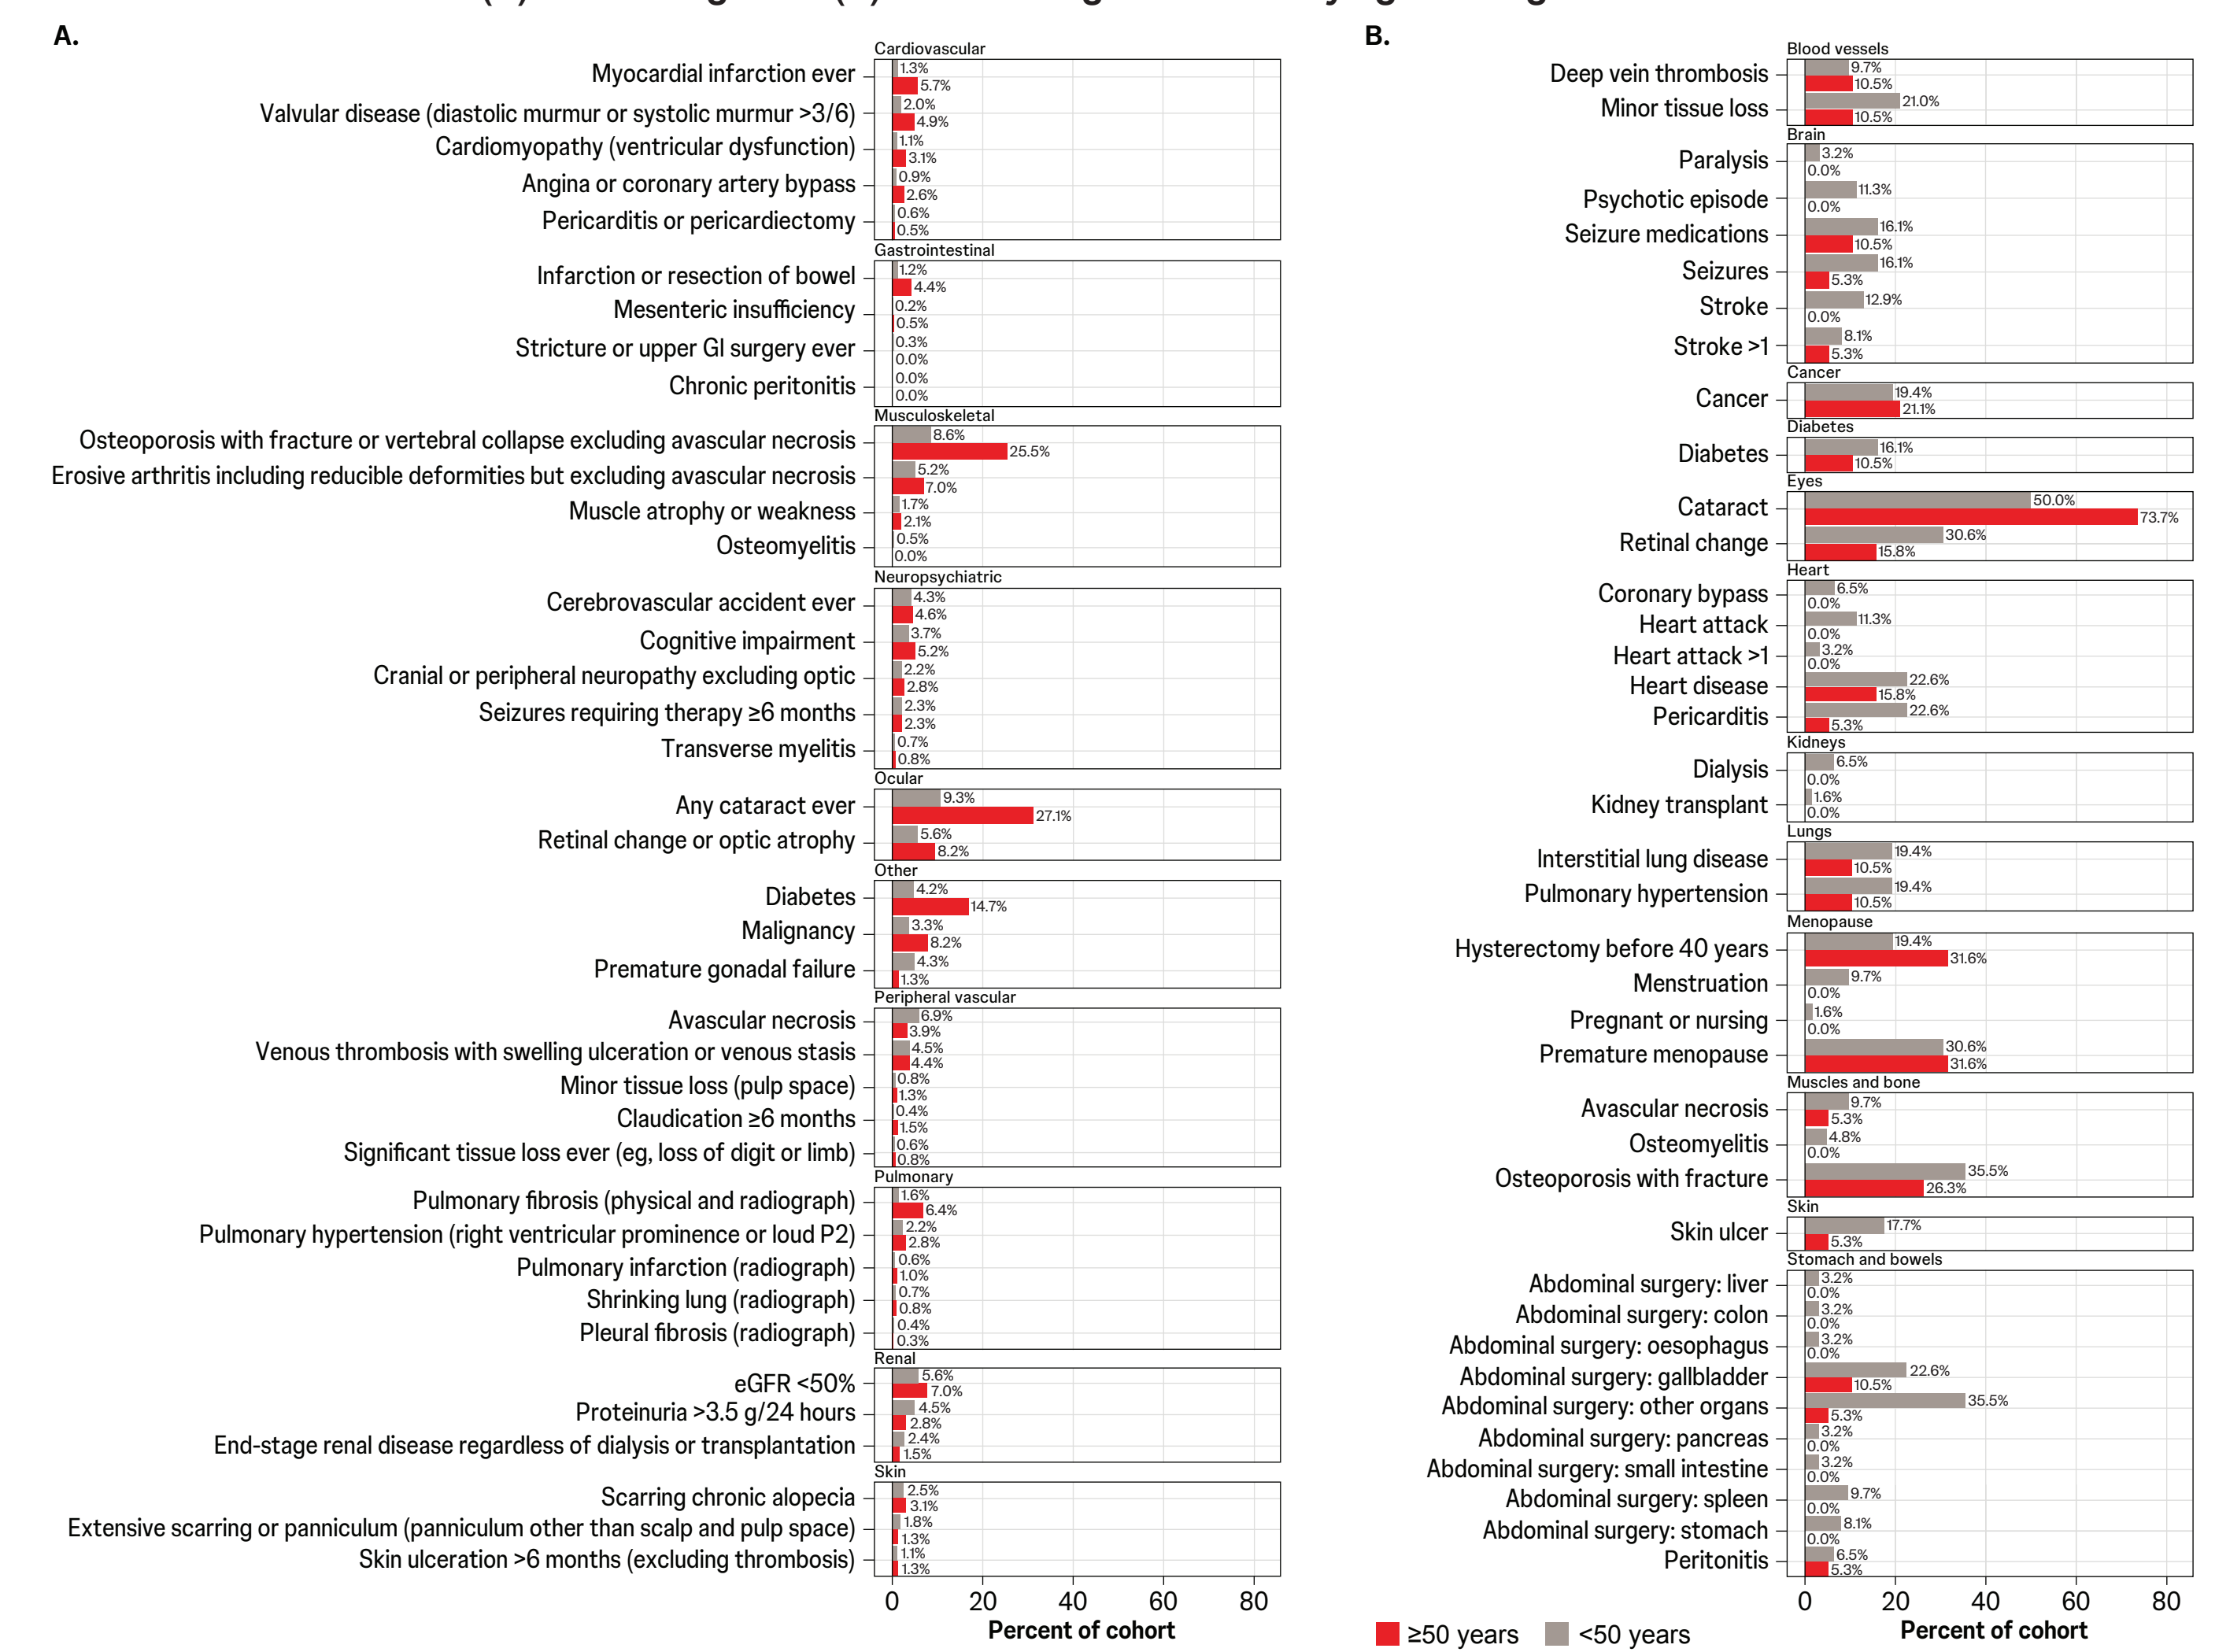 A.
Cardiovascular
Myocardial infarction ever 1.3% 5.7%
Valvular disease (diastolic murmur or systolic murmur >3/6) 2.0% 4.9%
Cardiomyopathy (ventricular dysfunction) 1.1% 3.1%
Angina or coronary artery bypass 0.9% 2.6%
Pericarditis or pericardiectomy 0.6% 0.5%
Gastrointestinal
Infarction or resection of bowel 1.2% 4.4%
Mesenteric insufficiency 0.2% 0.5%
Stricture or upper GI surgery ever 0.3% 0.0%
Chronic peritonitis 0.0% 0.0%
Musculoskeletal
Osteoporosis with fracture or vertebral collapse excluding avascular necrosis 8.6% 25.5%
Erosive arthritis including reducible deformities but excluding avascular necrosis 5.2% 7.0%
Muscle atrophy or weakness 1.7% 2.1%
Osteomyelitis 0.5% 0.0%
Neuropsychiatric
Cerebrovascular accident ever 4.3% 4.6%
Cognitive impairment 3.7% 5.2%
Cranial or peripheral neuropathy excluding optic 2.2% 2.8%
Seizures requiring therapy ≥6 months 2.3% 2.3%
Transverse myelitis 0.7% 0.8%
Ocular
Any cataract ever 9.3% 27.1%
Retinal change or optic atrophy 5.6% 8.2%
Other
Diabetes 4.2% 14.7%
Malignancy 3.3% 8.2%
Premature gonadal failure 4.3% 1.3%
Peripheral vascular
Avascular necrosis 6.9% 3.9%
Venous thrombosis with swelling ulceration or venous stasis 4.5% 4.4%
Minor tissue loss (pulp space) 0.8% 1.3%
Claudication ≥6 months 0.4% 1.5%
Significant tissue loss ever (eg, loss of digit or limb) 0.6% 0.8%
Pulmonary
Pulmonary fibrosis (physical and radiograph) 1.6% 6.4%
Pulmonary hypertension (right ventricular prominence or loud P2) 2.2% 2.8%
Pulmonary infarction (radiograph) 0.6% 1.0%
Shrinking lung (radiograph) 0.7% 0.8%
Pleural fibrosis (radiograph) 0.4% 0.3%
Renal
eGFR <50% 5.6% 7.0%
Proteinuria >3.5 g/24 hours 4.5% 2.8%
End-stage renal disease regardless of dialysis or transplantation 2.4% 1.5%
Skin
Scarring chronic alopecia 2.5% 3.1%
Extensive scarring or panniculum (panniculum other than scalp and pulp space) 1.8% 1.3%
Skin ulceration >6 months (excluding thrombosis) 1.1% 1.3%
0 20 40 60 80
Percent of cohort
B.
Blood vessels
Deep vein thrombosis 9.7% 10.5%
Minor tissue loss 21.0% 10.5%
Brain
Paralysis 3.2% 0.0%
Psychotic episode 11.3% 0.0%
Seizure medications 16.1% 10.5%
Seizures 16.1% 5.3%
Stroke 12.9% 0.0%
Stroke >1 8.1% 5.3%
Cancer
Cancer 19.4% 21.1%
Diabetes
Diabetes 16.1% 10.5%
Eyes
Cataract 50.0% 73.7%
Retinal change 30.6% 15.8%
Heart
Coronary bypass 6.5% 0.0%
Heart attack 11.3% 0.0%
Heart attack >1 3.2% 0.0%
Heart disease 22.6% 15.8%
Pericarditis 22.6% 5.3%
Kidneys
Dialysis 6.5% 0.0%
Kidney transplant 1.6% 0.0%
Lungs
Interstitial lung disease 19.4% 10.5%
Pulmonary hypertension 19.4% 10.5%
Menopause
Hysterectomy before 40 years 19.4% 31.6%
Menstruation 9.7% 0.0%
Pregnant or nursing 1.6% 0.0%
Premature menopause 30.6% 31.6%
Muscles and bone
Avascular necrosis 9.7% 5.3%
Osteomyelitis 4.8% 0.0%
Osteoporosis with fracture 35.5% 26.3%
Skin
Skin ulcer 17.7% 5.3%
Stomach and bowels
Abdominal surgery: liver 3.2% 0.0%
Abdominal surgery: colon 3.2% 0.0%
Abdominal surgery: oesophagus 3.2% 0.0%
Abdominal surgery: gallbladder 22.6% 10.5%
Abdominal surgery: other organs 35.5% 5.3%
Abdominal surgery: pancreas 3.2% 0.0%
Abdominal surgery: small intestine 3.2% 0.0%
Abdominal surgery: spleen 9.7% 0.0%
Abdominal surgery: stomach 8.1% 0.0%
Peritonitis 6.5% 5.3%
0 20 40 60 80
Percent of cohort
≥50 years <50 years